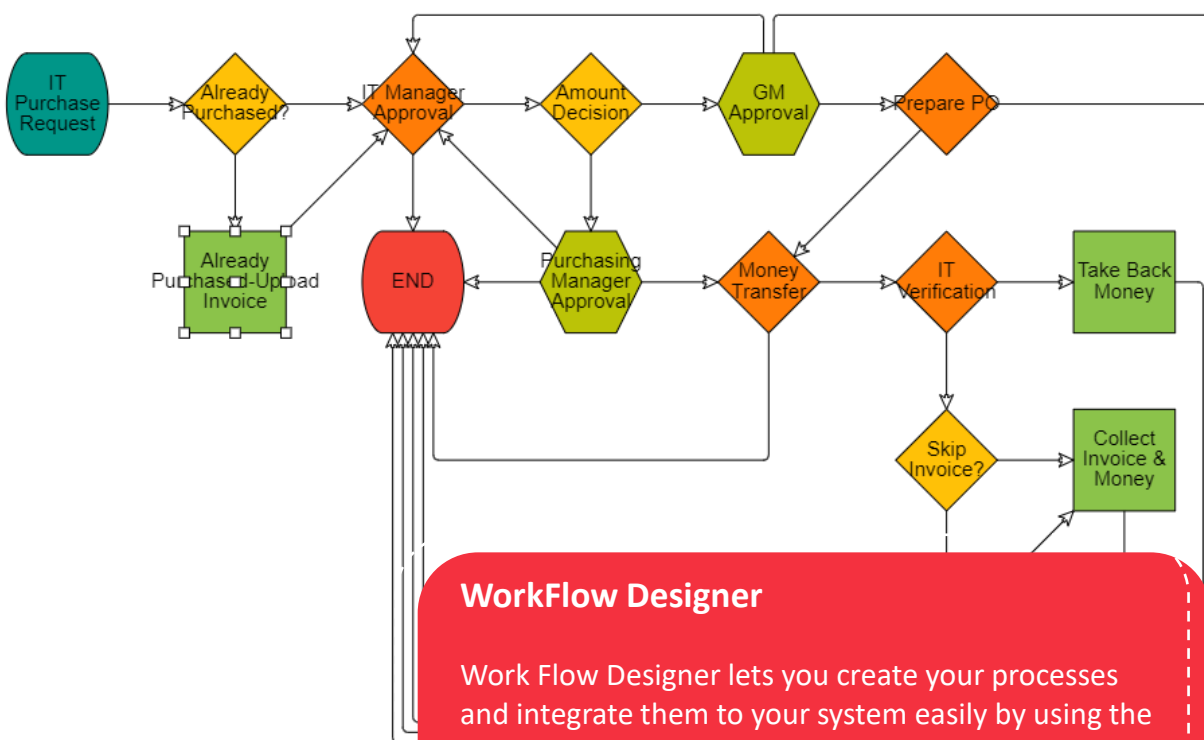 IT
Purchase
Request
Already
Purchased?
IT Manager
Approval
Amount
Decision
GM
Approval
Prepare PO
Already
Purchased-Upload
Invoice
END
Purchasing
Manager
Approval
Money
Transfer
IT
Verification
Take Back
Money
Skip
Invoice?
Collect
Invoice &
Money
WorkFlow Designer
Work Flow Designer lets you create your processes
and integrate them to your system easily by using the